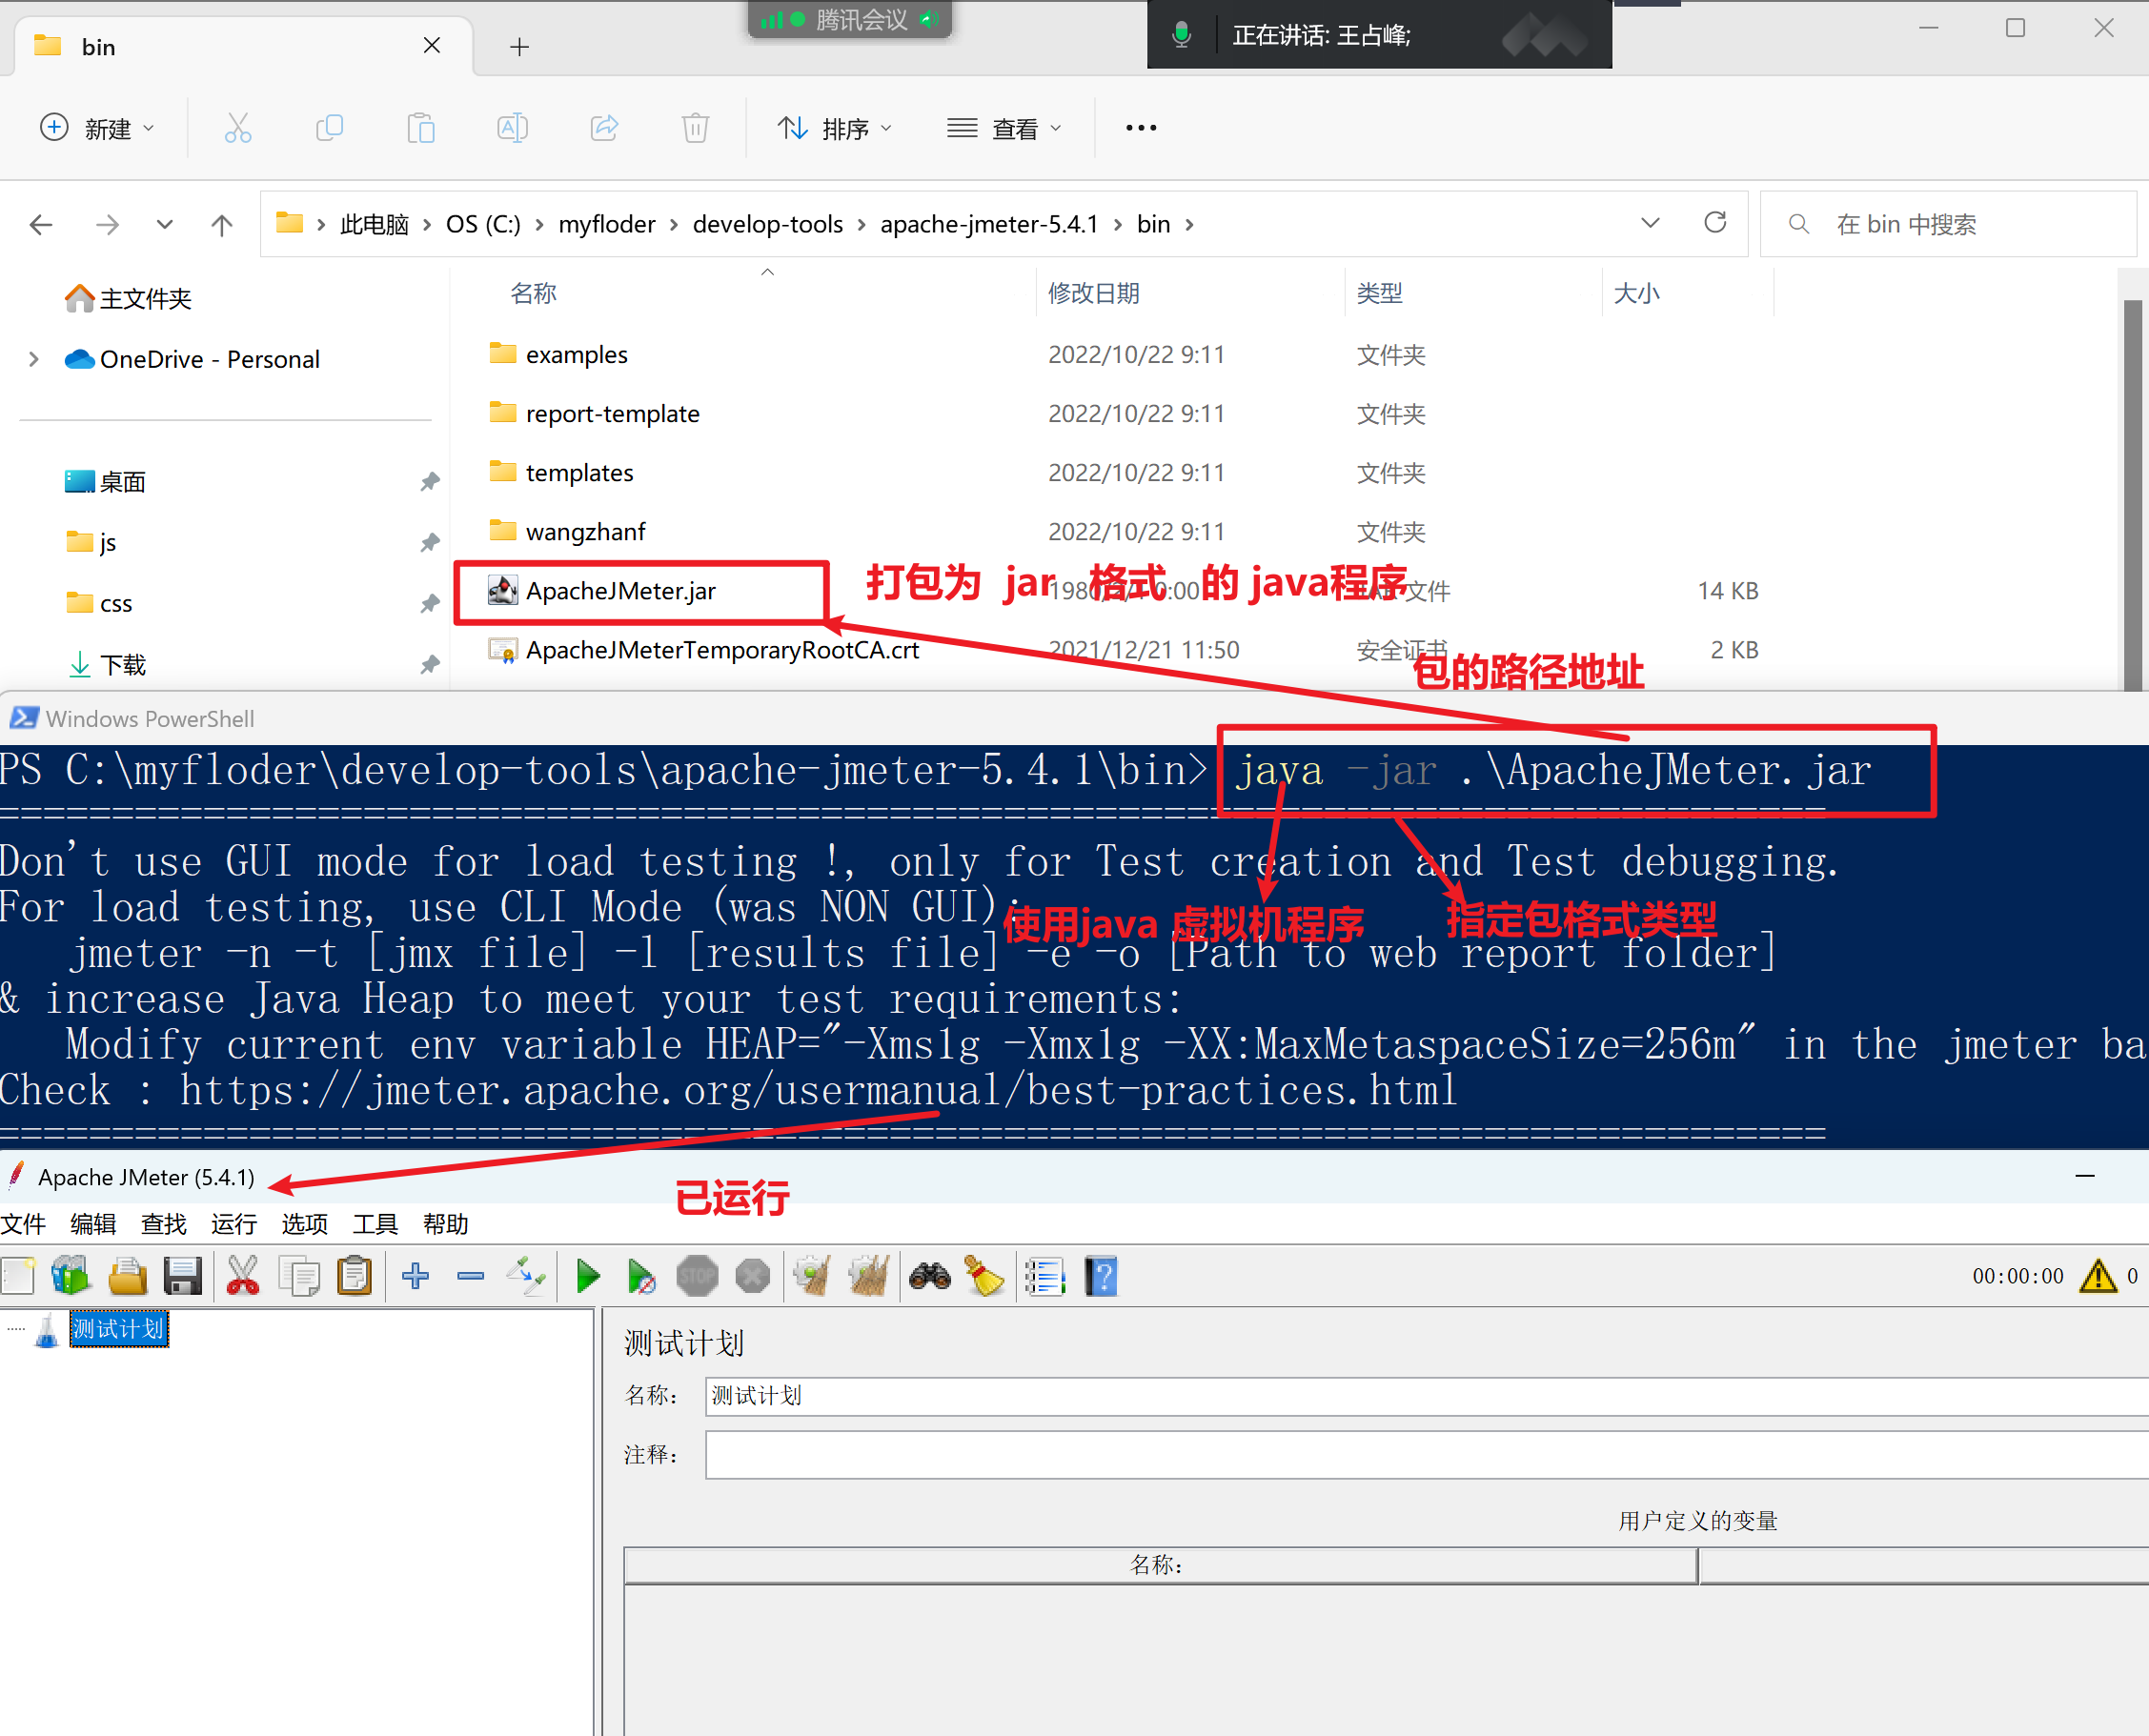 bin
腾讯会议
正在讲话: 王占峰;
新建
排序
查看
此电脑 > OS (C:) > myfloder > develop-tools > apache-jmeter-5.4.1 > bin >
在 bin 中搜索
名称 修改日期 类型 大小
主文件夹
OneDrive - Personal
桌面
js
css
下载
examples 2022/10/22 9:11 文件夹
report-template 2022/10/22 9:11 文件夹
templates 2022/10/22 9:11 文件夹
wangzhanf 2022/10/22 9:11 文件夹
ApacheJMeter.jar 14 KB
打包为 jar 格式 的 java程序
ApacheJMeterTemporaryRootCA.crt 2021/12/21 11:50 安全证书 2 KB
包的路径地址
Windows PowerShell
PS C:\myfloder\develop-tools\apache-jmeter-5.4.1\bin> java -jar .\ApacheJMeter.jar
================================================================================
Don't use GUI mode for load testing !, only for Test creation and Test debugging.
For load testing, use CLI Mode (was NON GUI):
使用java 虚拟机程序
指定包格式类型
jmeter -n -t [jmx file] -l [results file] -e -o [Path to web report folder]
& increase Java Heap to meet your test requirements:
Modify current env variable HEAP="-Xms1g -Xmx1g -XX:MaxMetaspaceSize=256m" in the jmeter ba
Check : https://jmeter.apache.org/usermanual/best-practices.html
================================================================================
Apache JMeter (5.4.1)
已运行
文件 编辑 查找 运行 选项 工具 帮助
STOP
00:00:00 0
测试计划
测试计划
名称: 测试计划
注释:
用户定义的变量
名称: